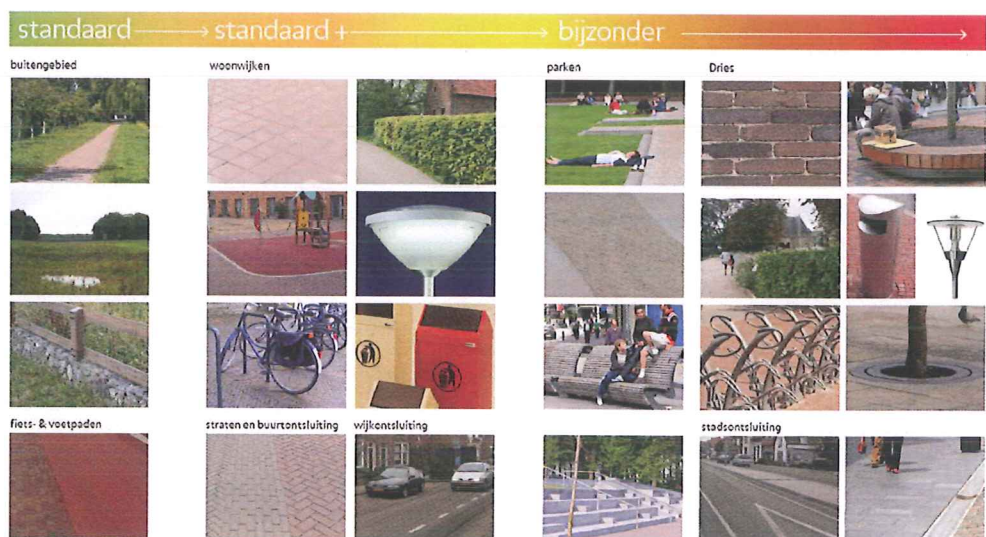 standaard standaard + bijzonder
buitengebied woonwijken parken Dries
fiets- & voetpaden straten en buurtontsluiting wijkontsluiting stadsontsluiting